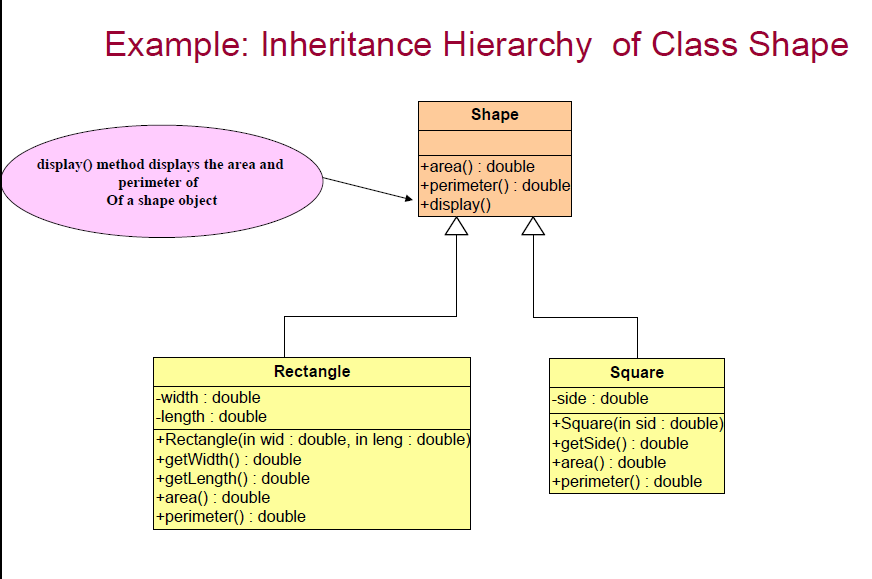 Example: Inheritance Hierarchy of Class Shape
display() method displays the area and
perimeter of
Of a shape object
Shape
+area() : double
+perimeter() : double
+display()
Rectangle
-width : double
-length : double
+Rectangle(in wid : double, in leng : double)
+getWidth() : double
+getLength() : double
+area() : double
+perimeter() : double
Square
-side : double
+Square(in sid : double)
+getSide() : double
+area() : double
+perimeter() : double